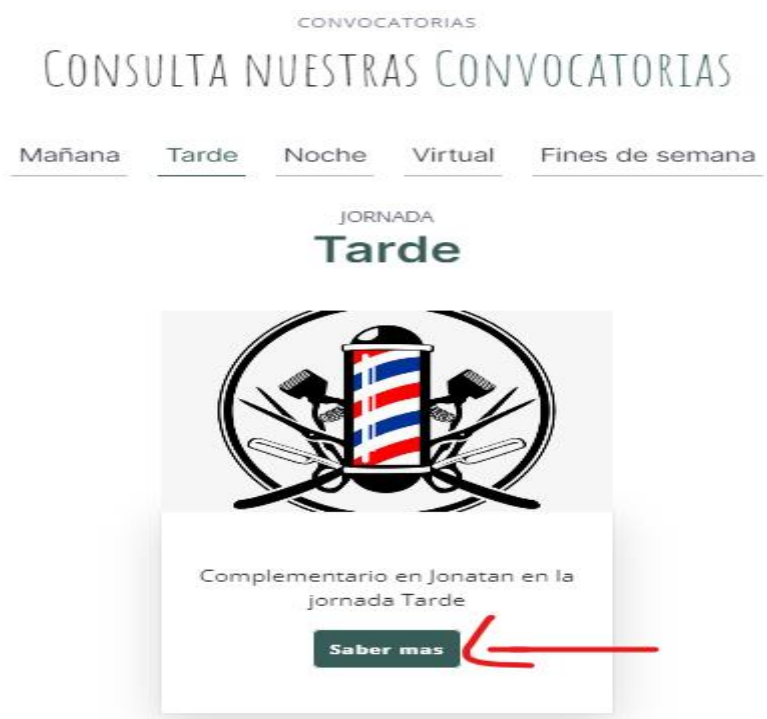 CONVOCATORIAS
CONSULTA NUESTRAS CONVOCATORIAS
Mañana Tarde Noche Virtual Fines de semana
JORNADA
Tarde
Complementario en Jonatan en la
jornada Tarde
Saber mas